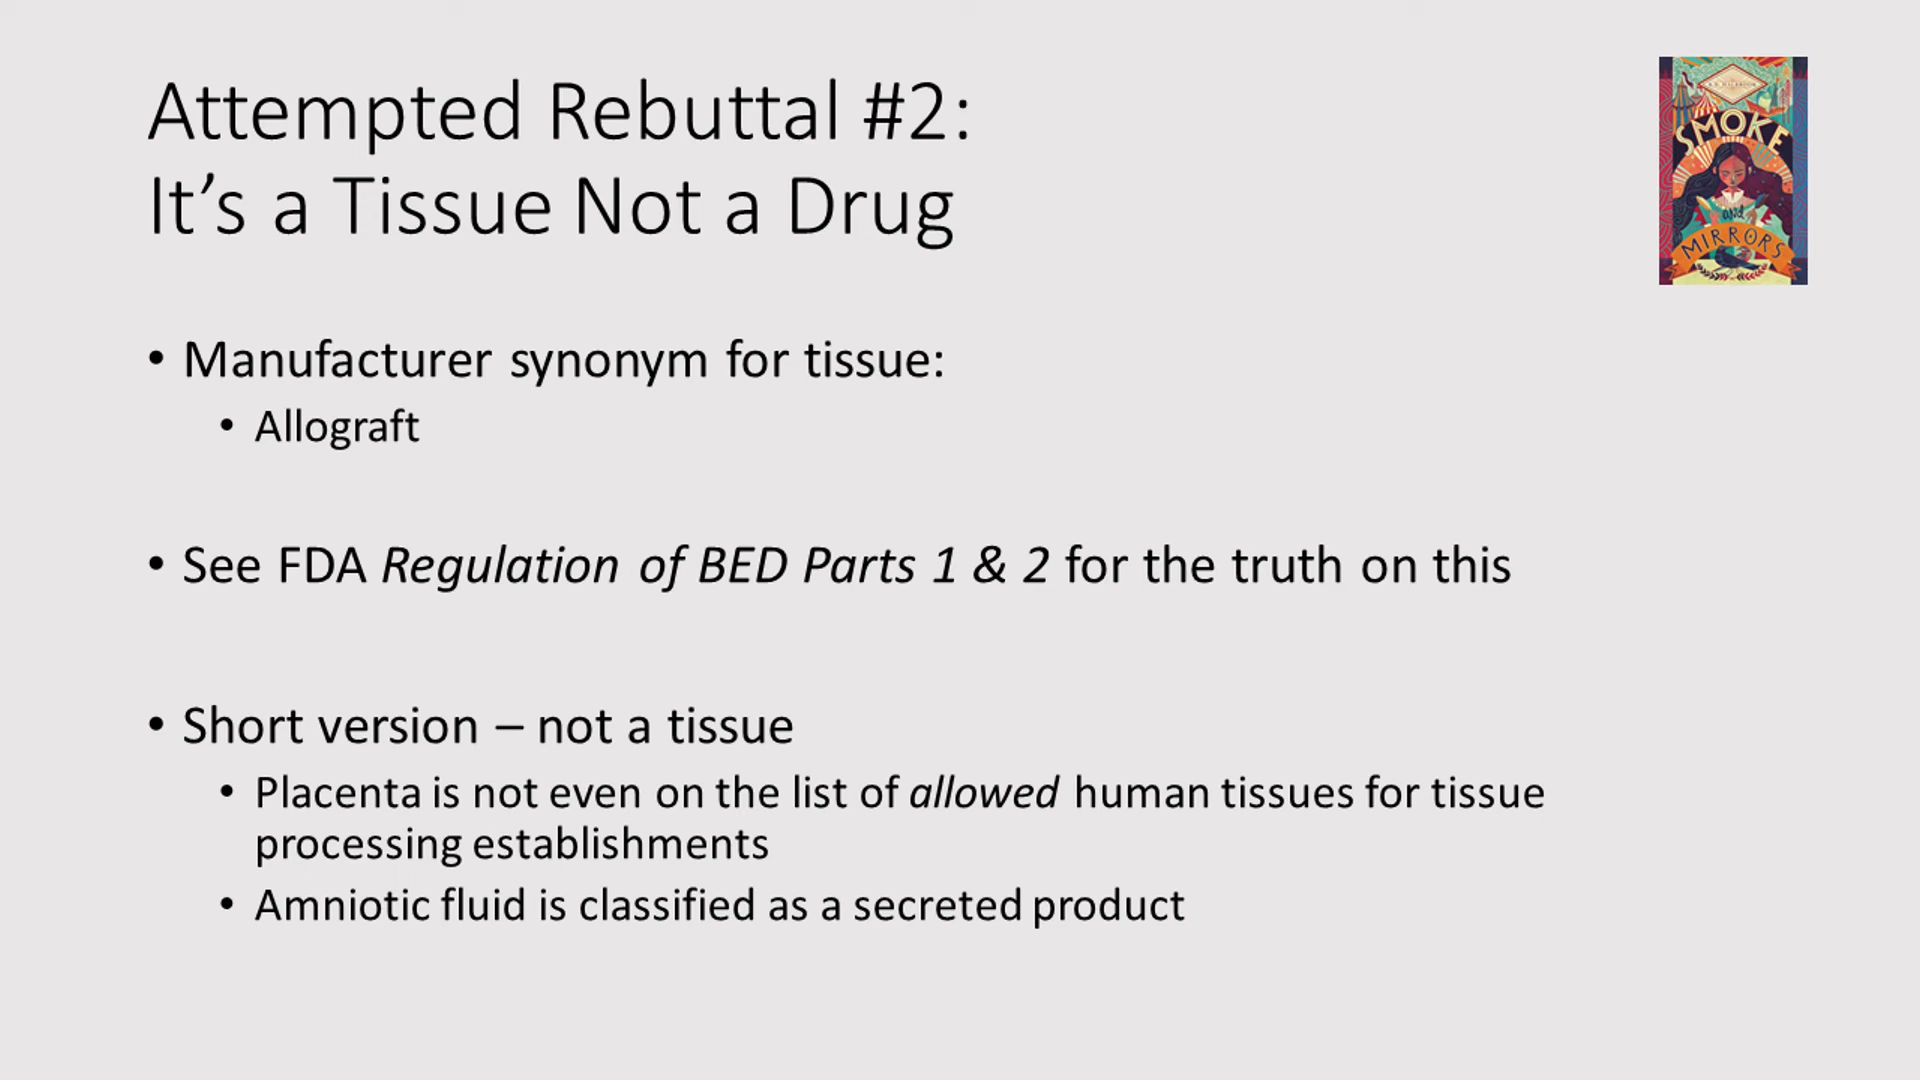 Attempted Rebuttal #2:
It’s a Tissue Not a Drug
SMOKE
and
MIRRORS
• Manufacturer synonym for tissue:
• Allograft
• See FDA Regulation of BED Parts 1 & 2 for the truth on this
• Short version – not a tissue
• Placenta is not even on the list of allowed human tissues for tissue
processing establishments
• Amniotic fluid is classified as a secreted product